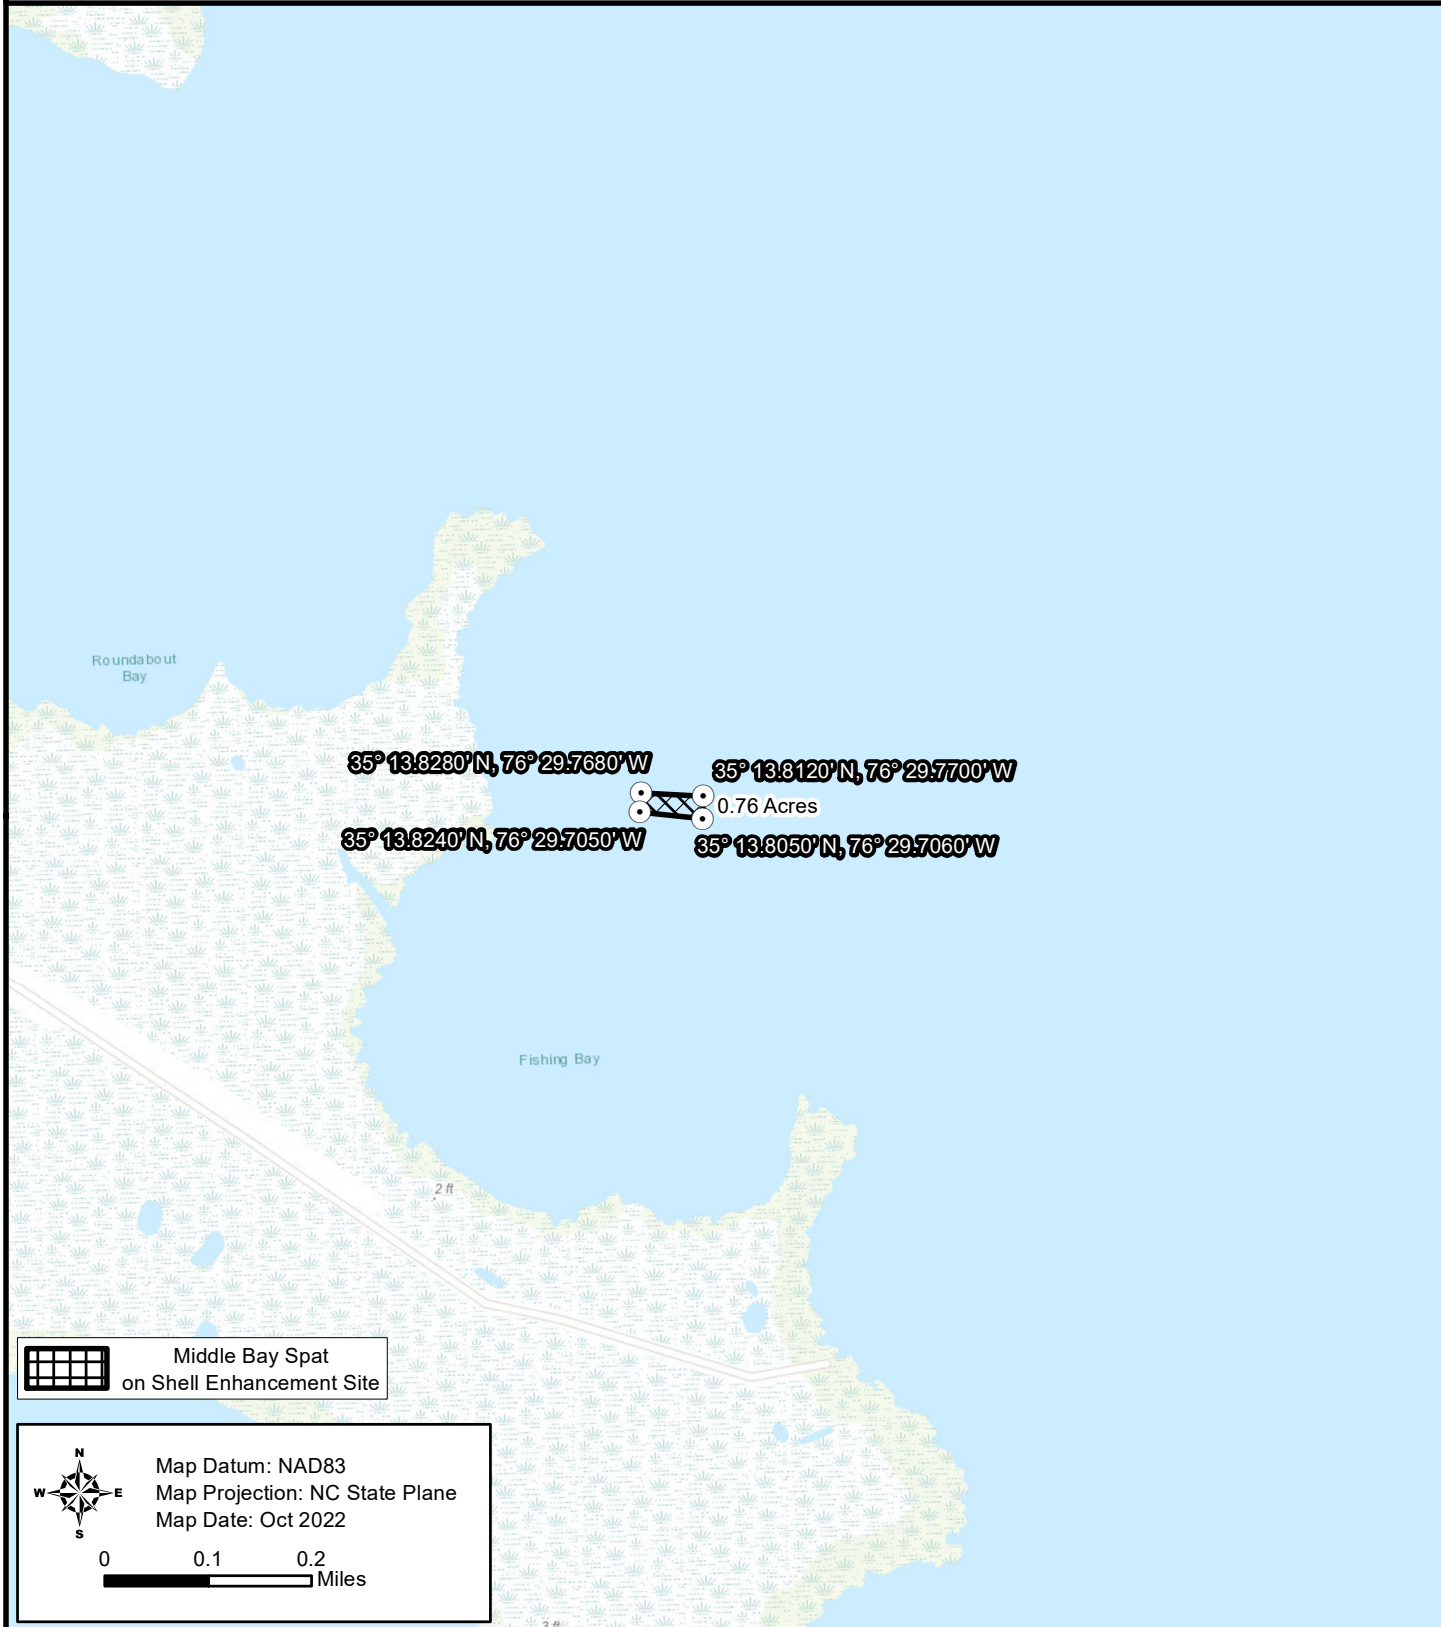 Roundabout
Bay
35° 13.8280' N, 76° 29.7680' W
35° 13.8120' N, 76° 29.7700' W
0.76 Acres
35° 13.8240' N, 76° 29.7050' W
35° 13.8050' N, 76° 29.7060' W
Fishing Bay
2 ft
Middle Bay Spat
on Shell Enhancement Site
N
W E
S
Map Datum: NAD83
Map Projection: NC State Plane
Map Date: Oct 2022
0 0.1 0.2
Miles
3 ft